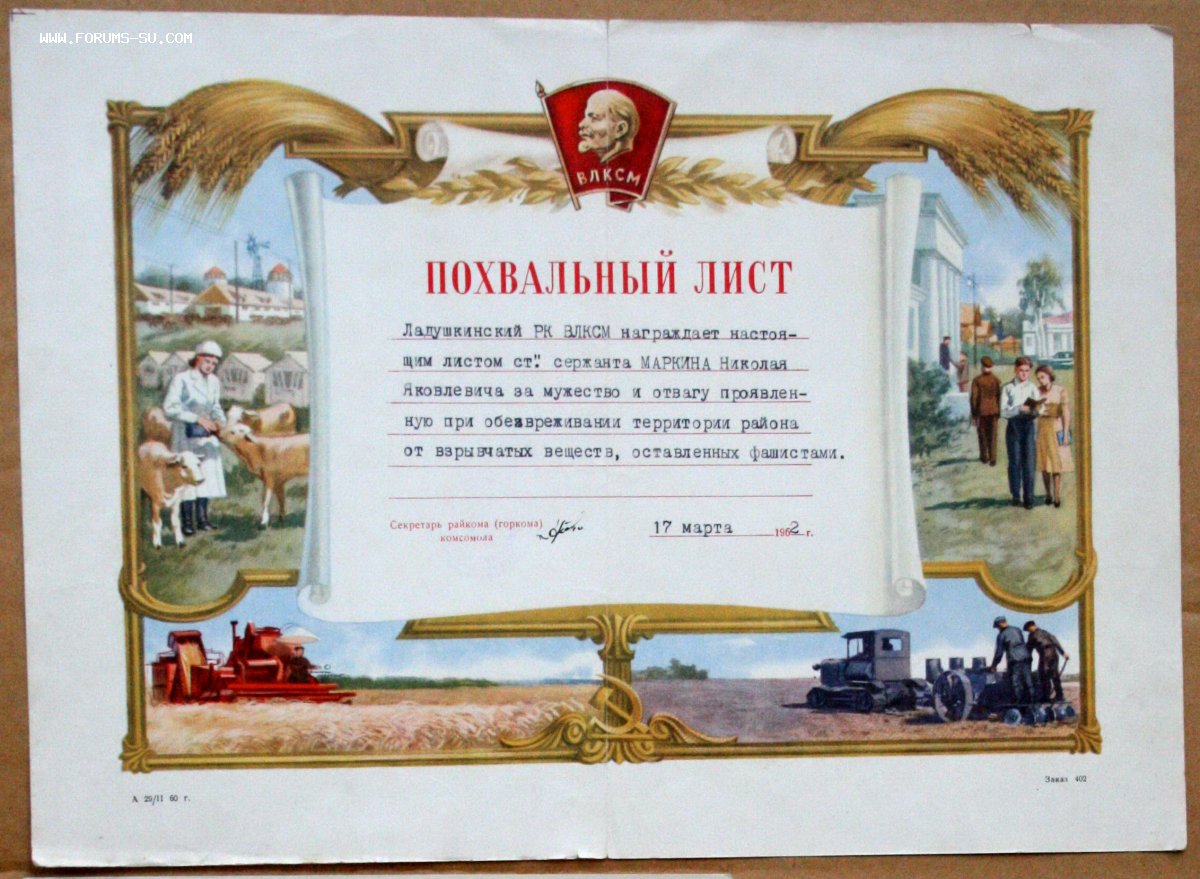 WWW.FORUMS-SU.COM
ВЛКСМ
ПОХВАЛЬНЫЙ ЛИСТ
Ладушкинский РК ВЛКСМ награждает настоя-
щим листом ст. сержанта МАРКИНА Николая
Яковлевича за мужество и отвагу проявлен-
ную при обезвреживании территории района
от взрывчатых веществ, оставленных фашистами.
Секретарь райкома (горкома)
комсомола
17 марта 1962 г.
Заказ 402
А 29/II 60 г.